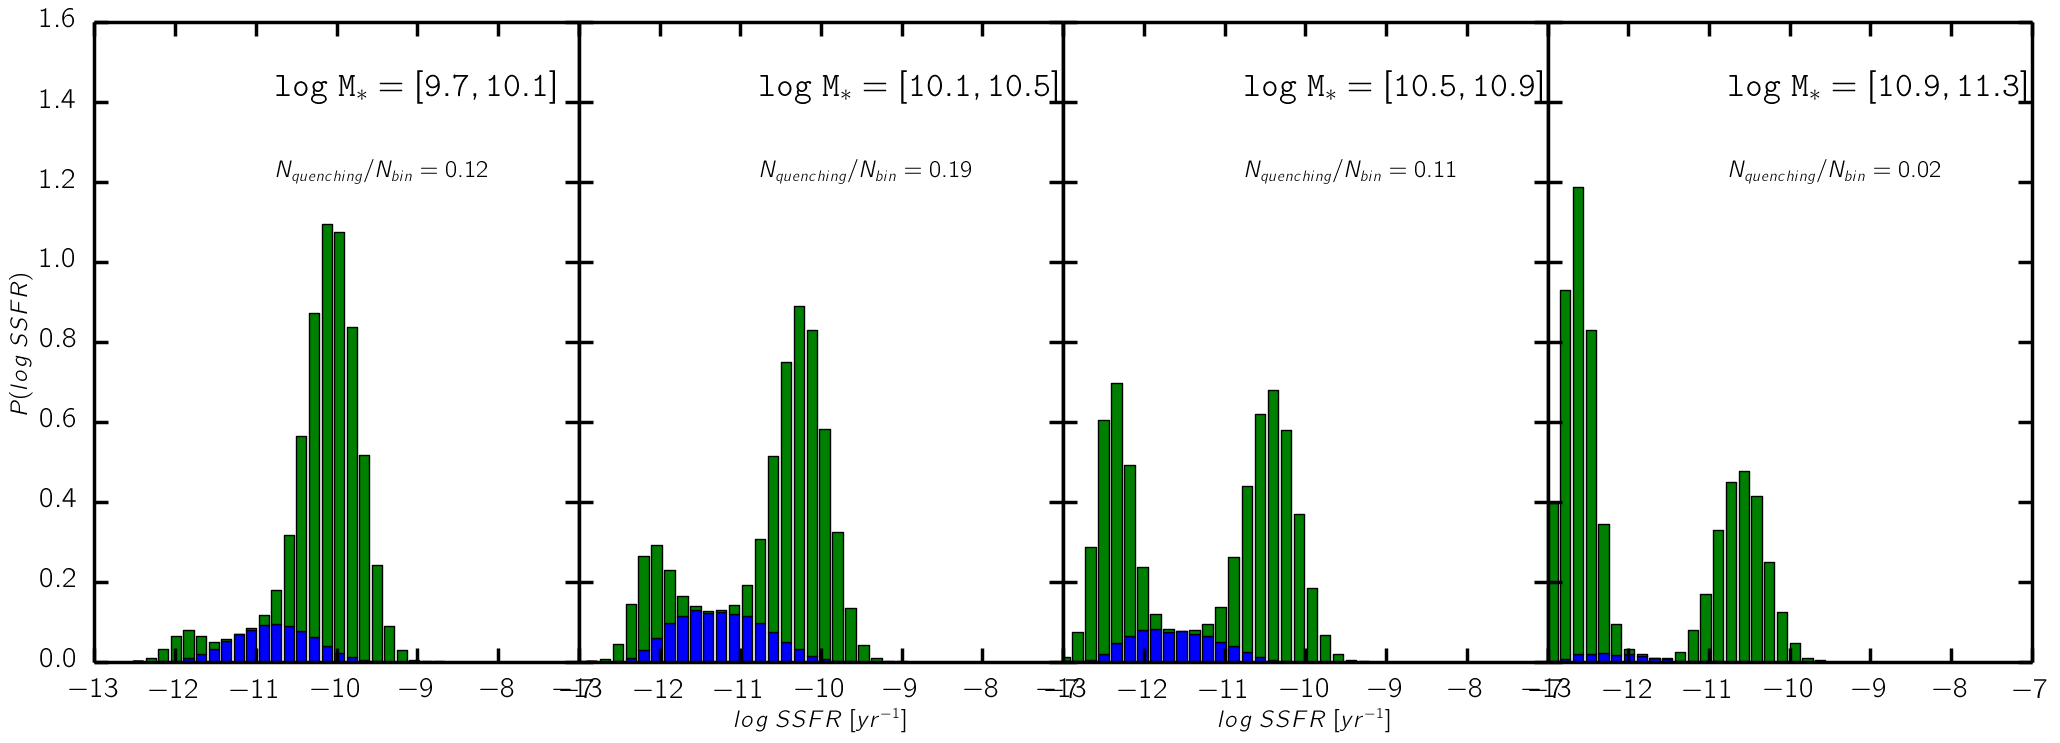 log M∗ = [9.7, 10.1]
log M∗ = [10.1, 10.5]
log M∗ = [10.5, 10.9]
log M∗ = [10.9, 11.3]
N_quenching/N_bin = 0.12
N_quenching/N_bin = 0.19
N_quenching/N_bin = 0.11
N_quenching/N_bin = 0.02
P(log SSFR)
1.6
1.4
1.2
1.0
0.8
0.6
0.4
0.2
0.0
−13 −12 −11 −10 −9 −8 −7
−13 −12 −11 −10 −9 −8 −7
−13 −12 −11 −10 −9 −8 −7
−13 −12 −11 −10 −9 −8 −7
log SSFR [yr⁻¹]
log SSFR [yr⁻¹]